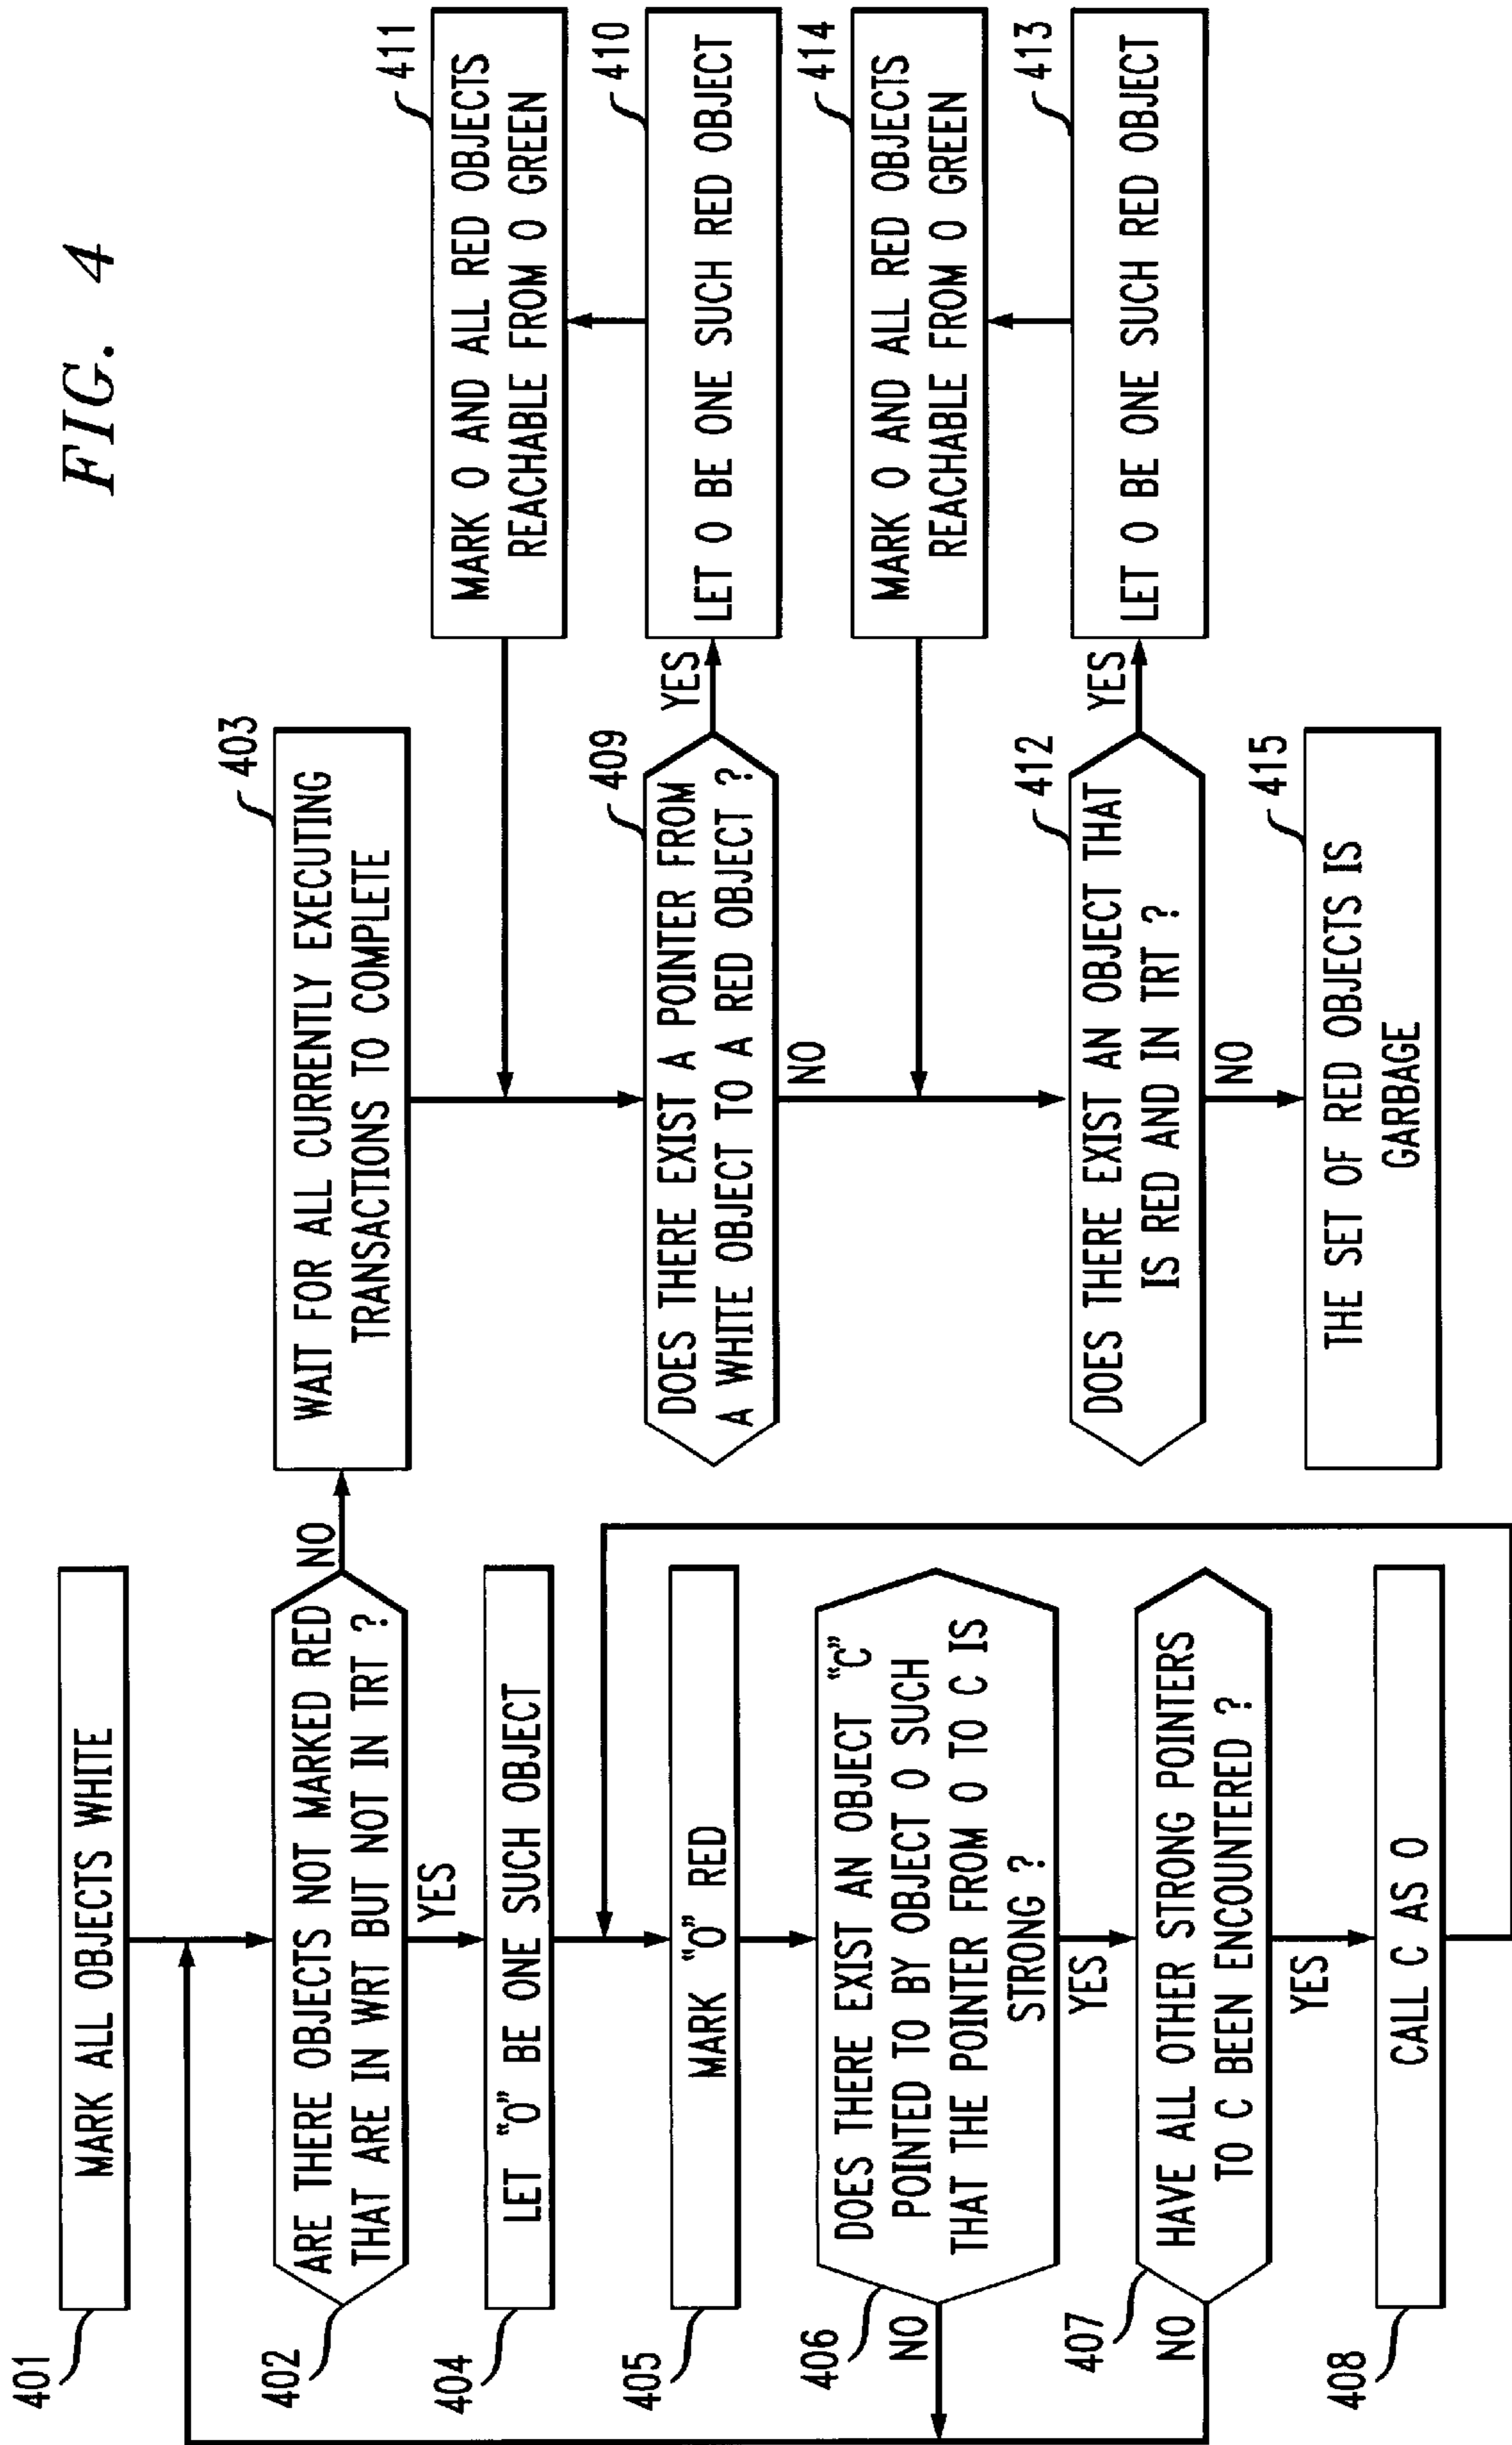 FIG. 4
401
MARK ALL OBJECTS WHITE
402
ARE THERE OBJECTS NOT MARKED RED
THAT ARE IN WRT BUT NOT IN TRT ?
NO
YES
404
LET "O" BE ONE SUCH OBJECT
405
MARK "O" RED
406
DOES THERE EXIST AN OBJECT "C"
POINTED TO BY OBJECT O SUCH
THAT THE POINTER FROM O TO C IS
STRONG ?
NO
YES
407
HAVE ALL OTHER STRONG POINTERS
TO C BEEN ENCOUNTERED ?
NO
YES
408
CALL C AS O
403
WAIT FOR ALL CURRENTLY EXECUTING
TRANSACTIONS TO COMPLETE
409
DOES THERE EXIST A POINTER FROM
A WHITE OBJECT TO A RED OBJECT ?
YES
NO
411
MARK O AND ALL RED OBJECTS
REACHABLE FROM O GREEN
410
LET O BE ONE SUCH RED OBJECT
412
DOES THERE EXIST AN OBJECT THAT
IS RED AND IN TRT ?
YES
NO
414
MARK O AND ALL RED OBJECTS
REACHABLE FROM O GREEN
413
LET O BE ONE SUCH RED OBJECT
415
THE SET OF RED OBJECTS IS
GARBAGE